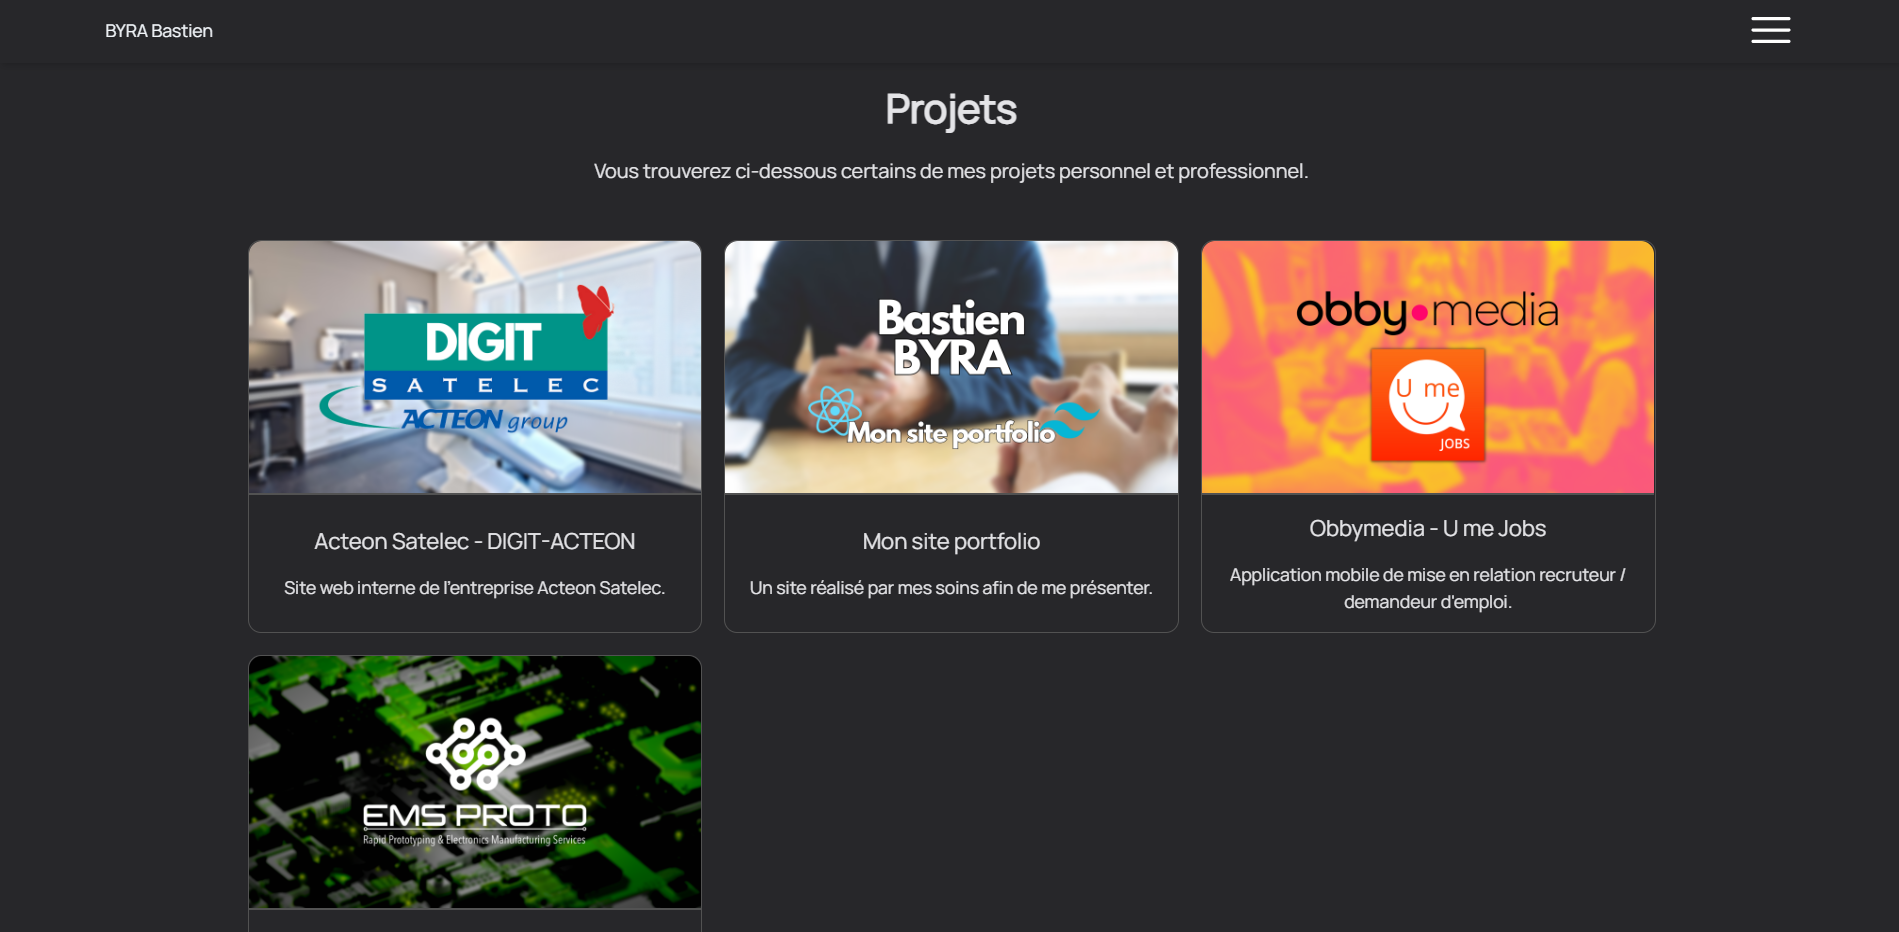 BYRA Bastien
Projets
Vous trouverez ci-dessous certains de mes projets personnel et professionnel.
DIGIT
SATELEC
ACTEON group
Bastien
BYRA
Mon site portfolio
obby•media
U me
JOBS
Acteon Satelec - DIGIT-ACTEON
Site web interne de l'entreprise Acteon Satelec.
Mon site portfolio
Un site réalisé par mes soins afin de me présenter.
Obbymedia - U me Jobs
Application mobile de mise en relation recruteur /
demandeur d'emploi.
EMS PROTO
Rapid Prototyping & Electronics Manufacturing Services